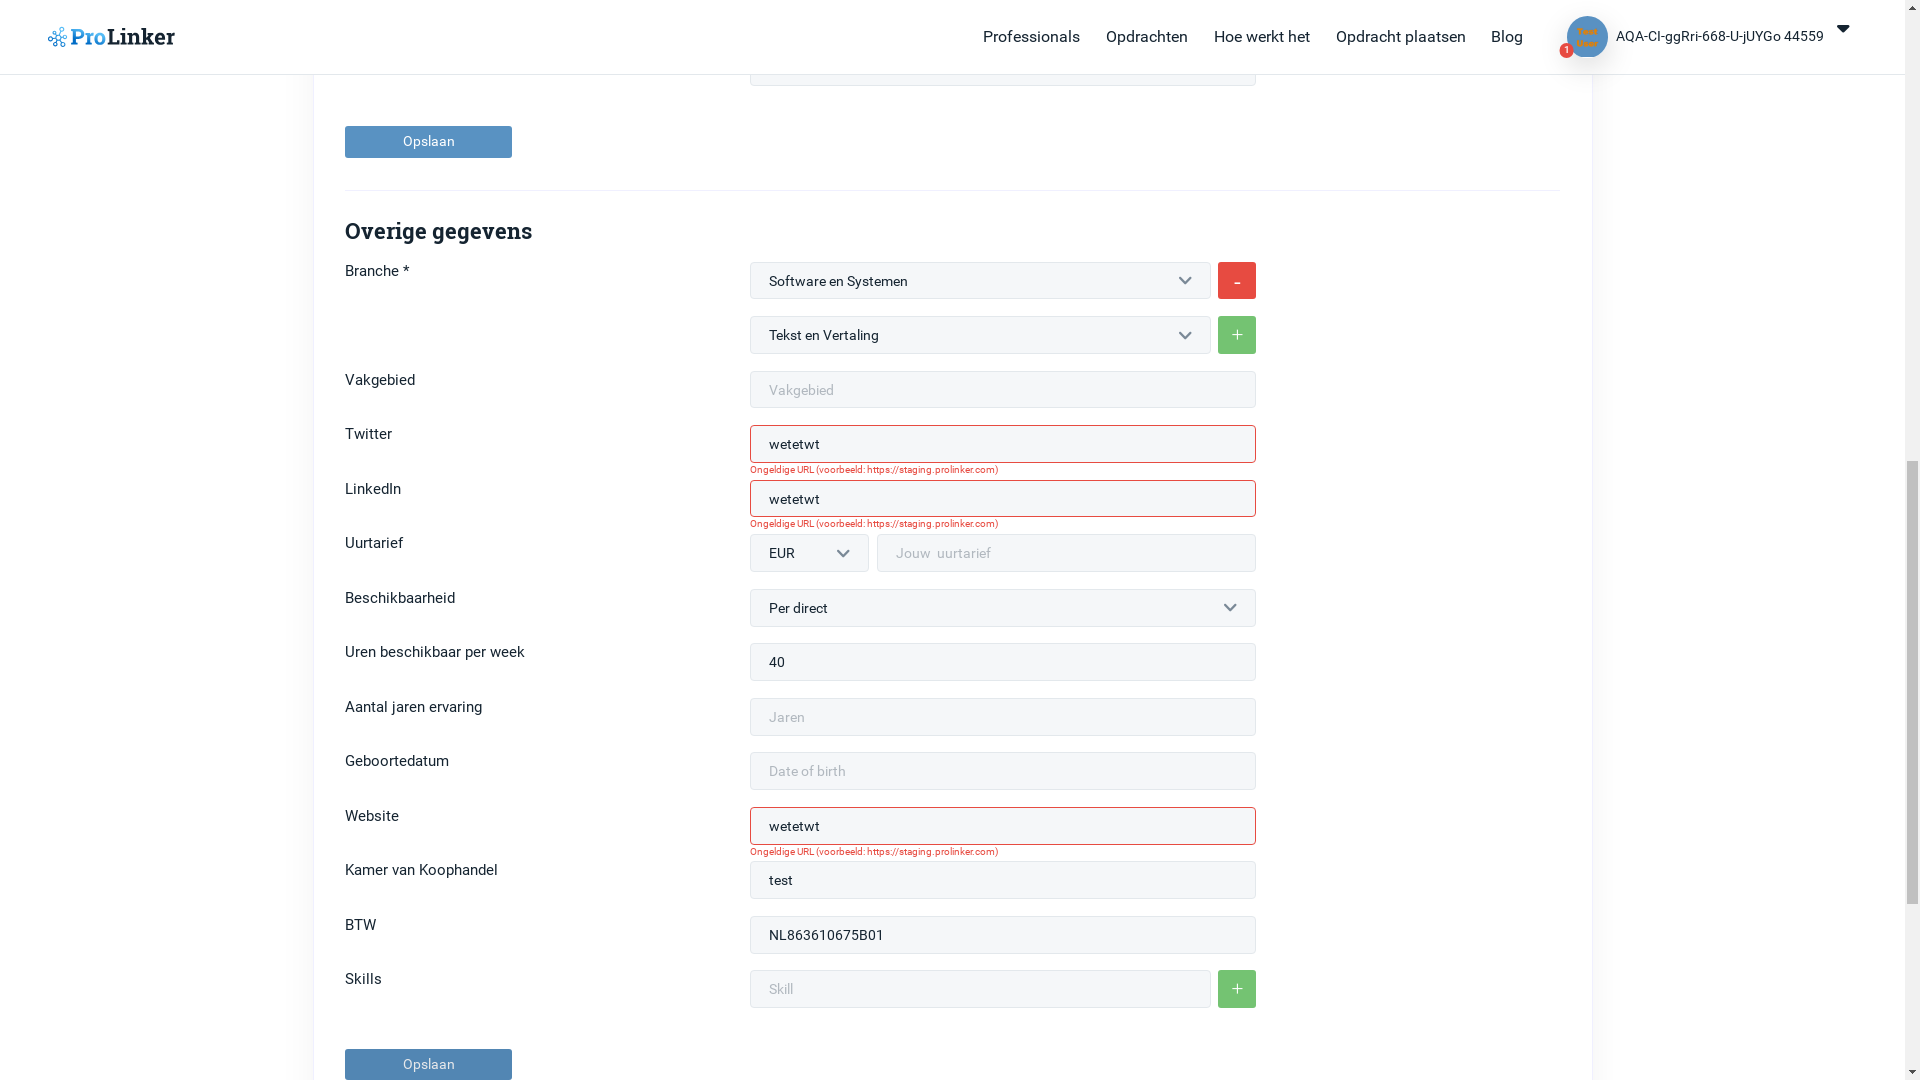 ProLinker
Professionals
Opdrachten
Hoe werkt het
Opdracht plaatsen
Blog
Test
User
1
AQA-CI-ggRri-668-U-jUYGo 44559
Opslaan
Overige gegevens
Branche *
Software en Systemen
-
Tekst en Vertaling
+
Vakgebied
Vakgebied
Twitter
wetetwt
Ongeldige URL (voorbeeld: https://staging.prolinker.com)
LinkedIn
wetetwt
Ongeldige URL (voorbeeld: https://staging.prolinker.com)
Uurtarief
EUR
Jouw uurtarief
Beschikbaarheid
Per direct
Uren beschikbaar per week
40
Aantal jaren ervaring
Jaren
Geboortedatum
Date of birth
Website
wetetwt
Ongeldige URL (voorbeeld: https://staging.prolinker.com)
Kamer van Koophandel
test
BTW
NL863610675B01
Skills
Skill
+
Opslaan